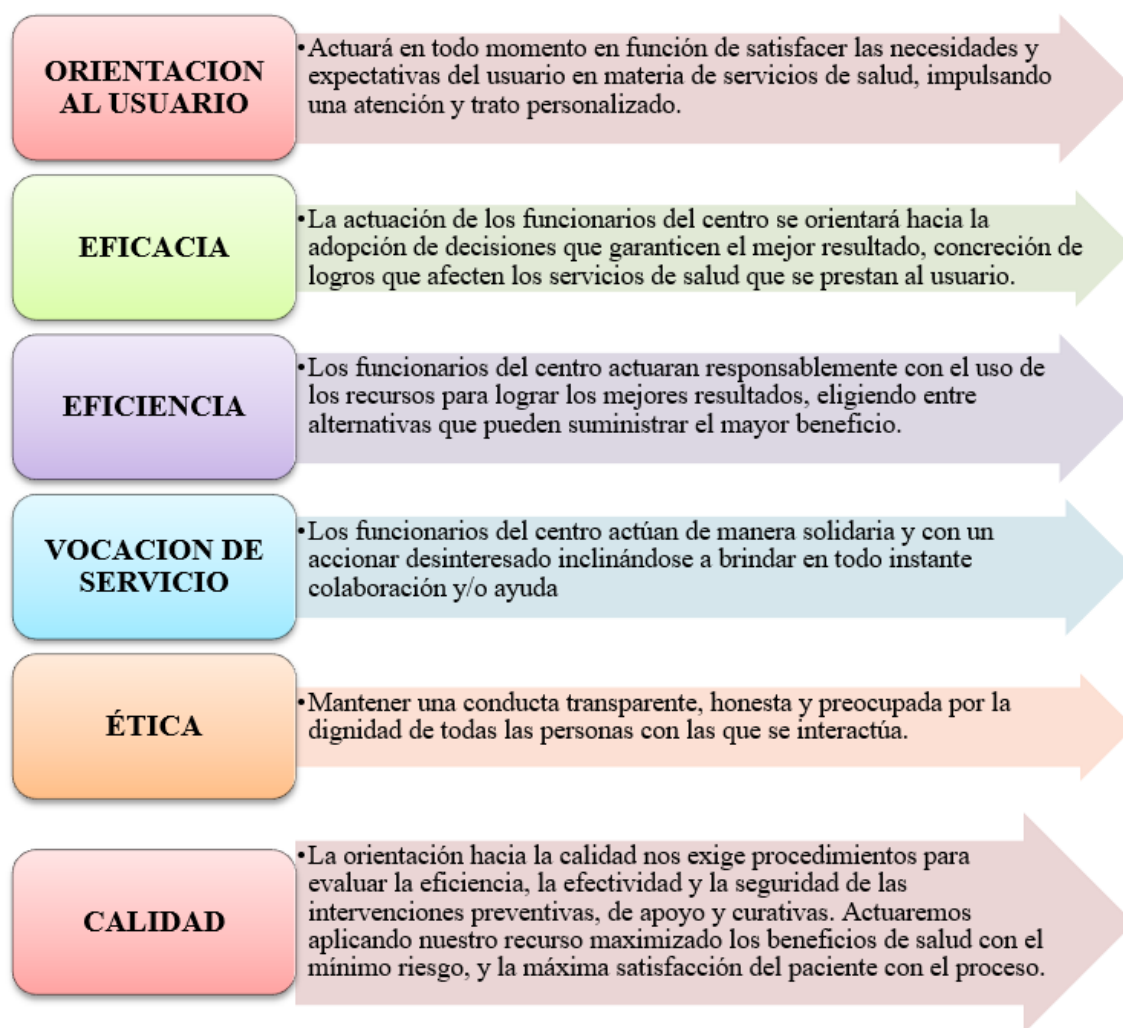 ORIENTACION
AL USUARIO
•Actuará en todo momento en función de satisfacer las necesidades y
expectativas del usuario en materia de servicios de salud, impulsando
una atención y trato personalizado.
EFICACIA
•La actuación de los funcionarios del centro se orientará hacia la
adopción de decisiones que garanticen el mejor resultado, concreción de
logros que afecten los servicios de salud que se prestan al usuario.
EFICIENCIA
•Los funcionarios del centro actuaran responsablemente con el uso de
los recursos para lograr los mejores resultados, eligiendo entre
alternativas que pueden suministrar el mayor beneficio.
VOCACION DE
SERVICIO
•Los funcionarios del centro actúan de manera solidaria y con un
accionar desinteresado inclinándose a brindar en todo instante
colaboración y/o ayuda
ÉTICA
•Mantener una conducta transparente, honesta y preocupada por la
dignidad de todas las personas con las que se interactúa.
CALIDAD
•La orientación hacia la calidad nos exige procedimientos para
evaluar la eficiencia, la efectividad y la seguridad de las
intervenciones preventivas, de apoyo y curativas. Actuaremos
aplicando nuestro recurso maximizado los beneficios de salud con el
mínimo riesgo, y la máxima satisfacción del paciente con el proceso.